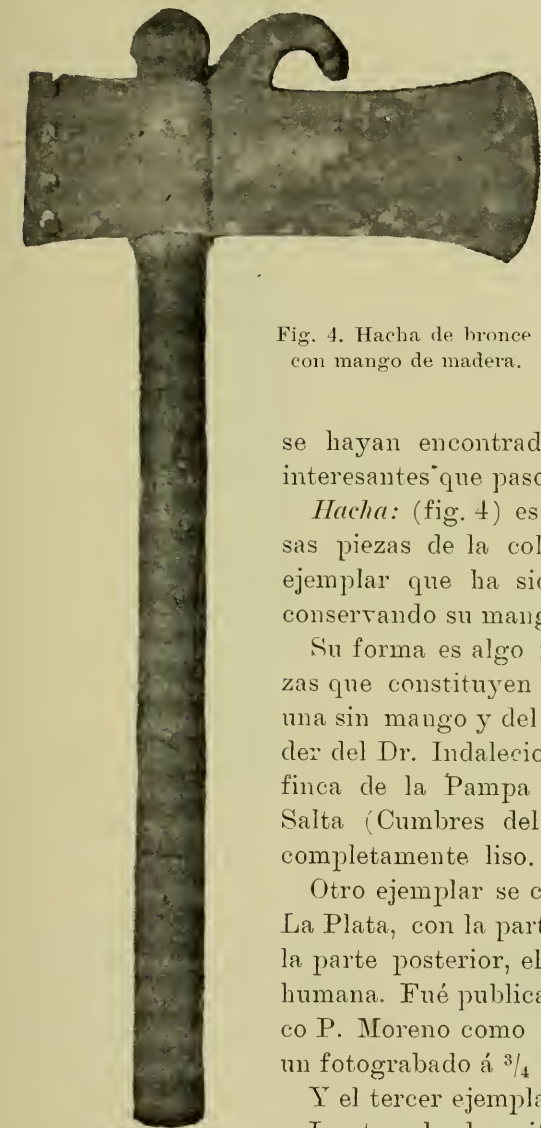 Fig. 4. Hacha de bronce
con mango de madera.
se hayan encontrad
interesantes que paso
Hacha: (fig. 4) es
sas piezas de la col
ejemplar que ha sid
conservando su mang
Su forma es algo
zas que constituyen
una sin mango y del
der del Dr. Indalecio
finca de la Pampa
Salta (Cumbres del
completamente liso.
Otro ejemplar se c
La Plata, con la part
la parte posterior, el
humana. Fué publica
co P. Moreno como
un fotograbado á 3/4
Y el tercer ejempla